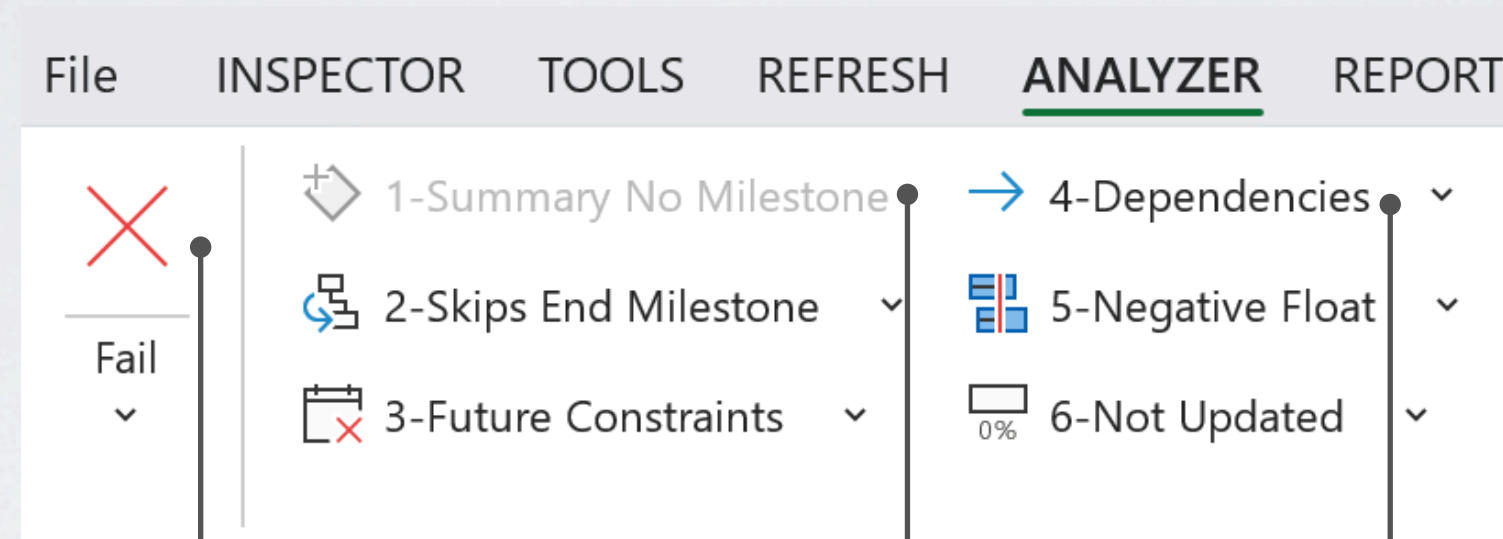 File INSPECTOR TOOLS REFRESH ANALYZER REPORT
1-Summary No Milestone
2-Skips End Milestone
3-Future Constraints
4-Dependencies
5-Negative Float
0% 6-Not Updated
Fail